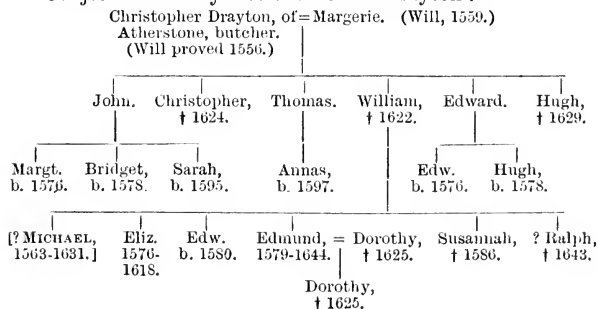 Christopher Drayton, of = Margerie. (Will, 1559.)
Atherstone, butcher.
(Will proved 1556.)
John. Christopher, Thomas. William, Edward. Hugh,
† 1624. † 1622. † 1629.
Margt. Bridget, Sarah, Annas, Edw. Hugh,
b. 1576. b. 1578. b. 1595. b. 1597. b. 1576. b. 1578.
[? MICHAEL, Eliz. Edw. Edmund, = Dorothy, Susannah, ? Ralph,
1563-1631.] 1576- b. 1580. 1579-1644. † 1625. † 1586. † 1643.
1618.
Dorothy,
† 1625.